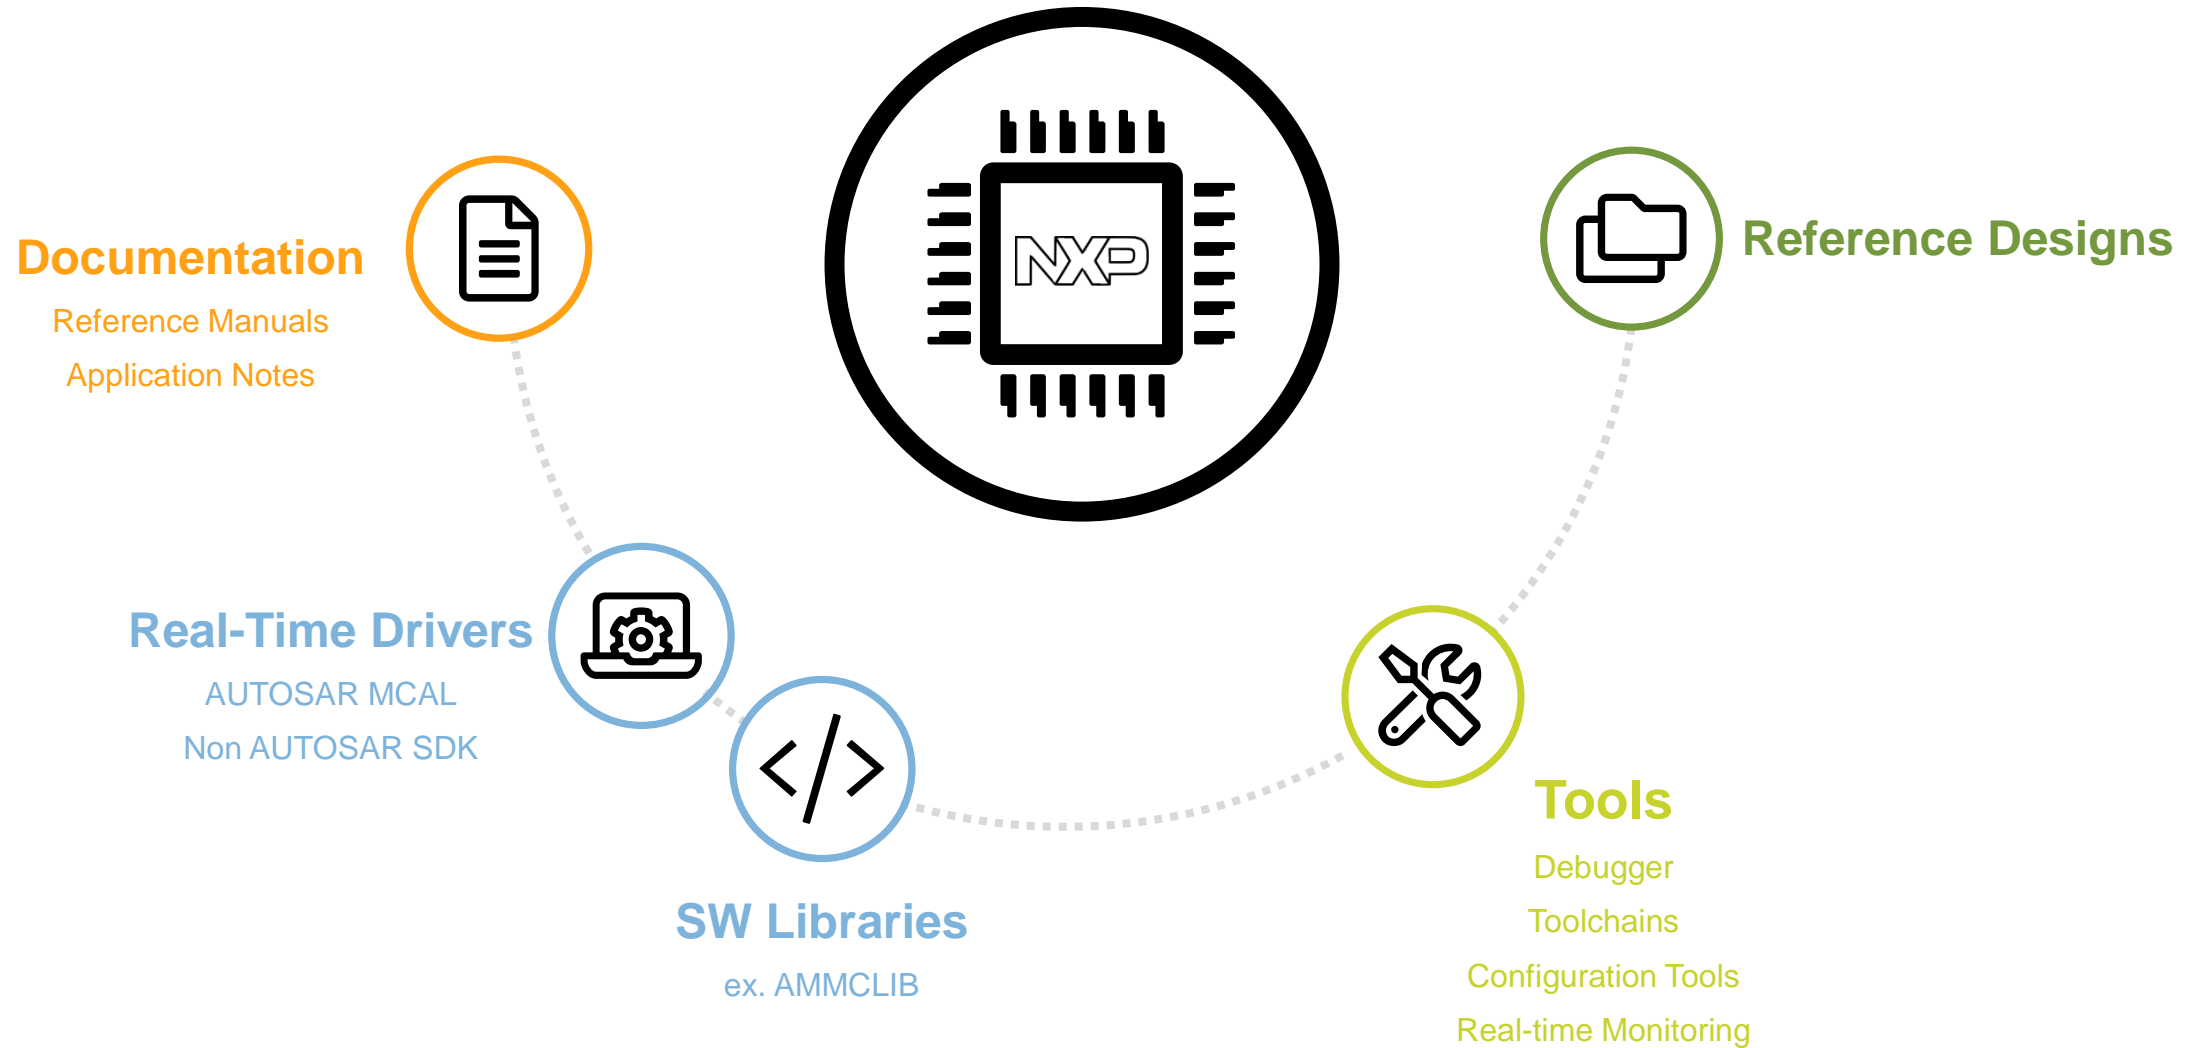 NXP
Documentation
Reference Manuals
Application Notes
Real-Time Drivers
AUTOSAR MCAL
Non AUTOSAR SDK
SW Libraries
ex. AMMCLIB
Tools
Debugger
Toolchains
Configuration Tools
Real-time Monitoring
Reference Designs